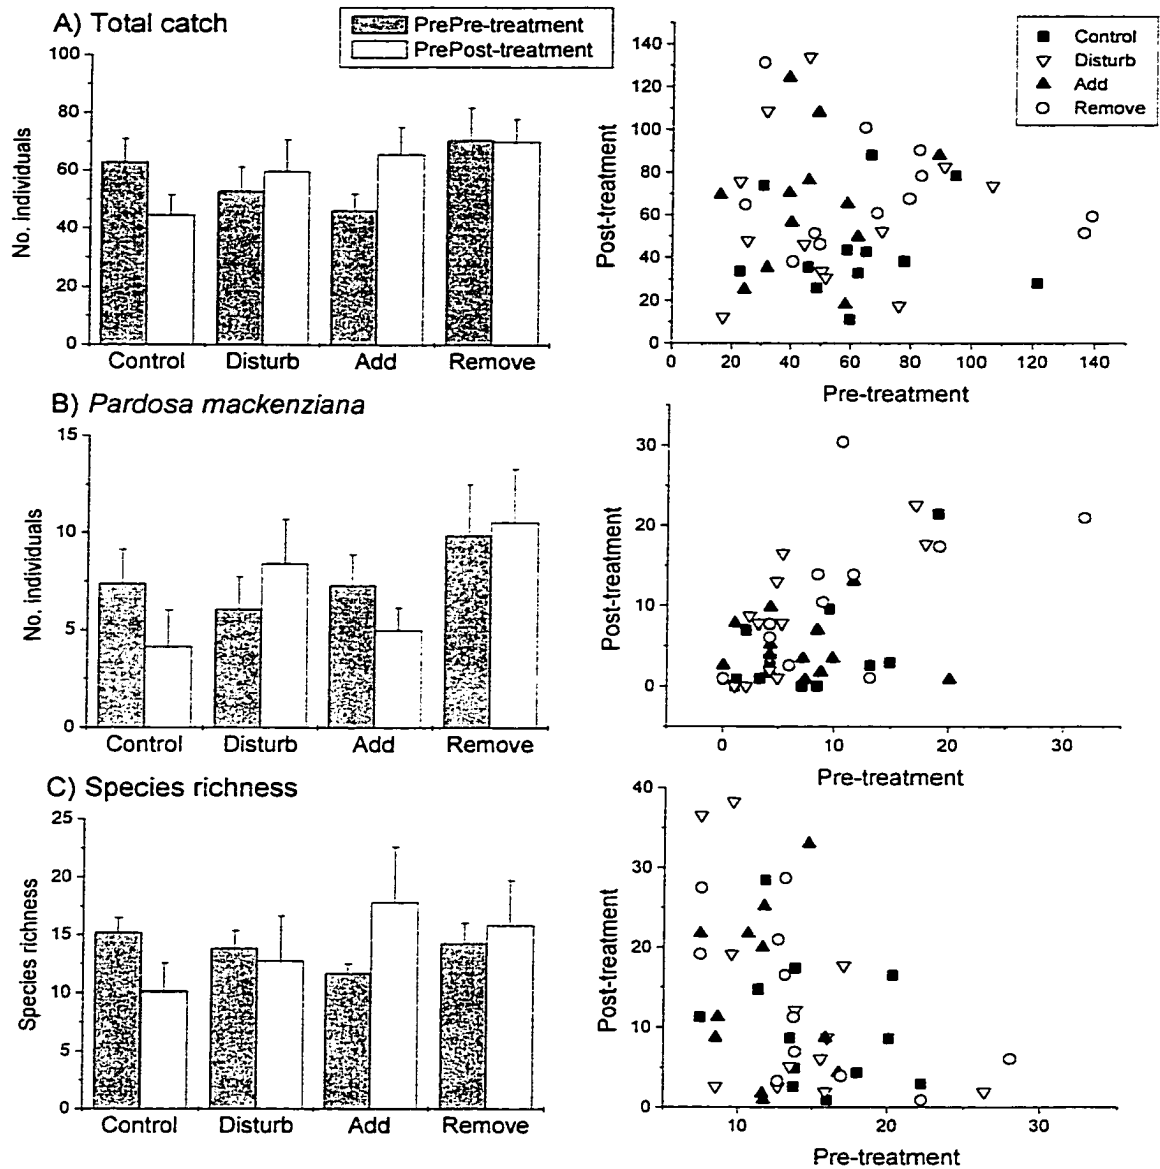 A) Total catch
PrePre-treatment
PrePost-treatment
No. individuals
100
80
60
40
20
0
Control Disturb Add Remove
Control
Disturb
Add
Remove
Post-treatment
140
120
100
80
60
40
20
0
0 20 40 60 80 100 120 140
Pre-treatment
B) Pardosa mackenziana
No. individuals
15
10
5
0
Control Disturb Add Remove
Post-treatment
30
20
10
0
0 10 20 30
Pre-treatment
C) Species richness
Species richness
25
20
15
10
5
0
Control Disturb Add Remove
Post-treatment
40
30
20
10
0
10 20 30
Pre-treatment